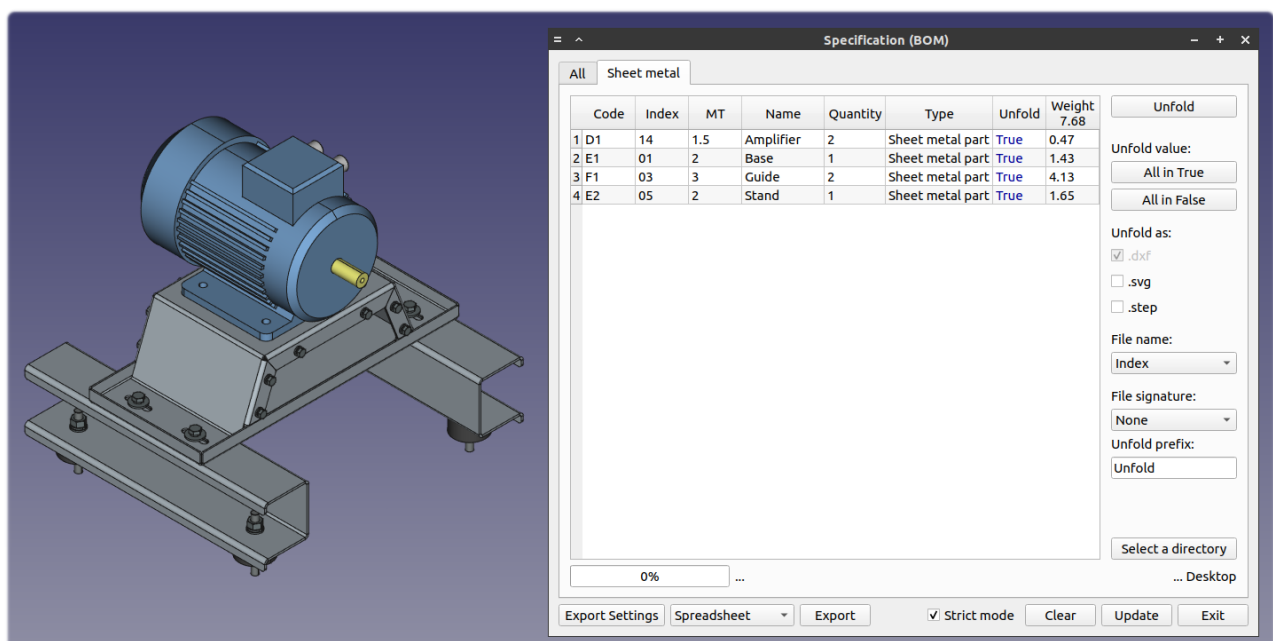 Specification (BOM)
All Sheet metal
Code Index MT Name Quantity Type Unfold Weight 7.68
1 D1 14 1.5 Amplifier 2 Sheet metal part True 0.47
2 E1 01 2 Base 1 Sheet metal part True 1.43
3 F1 03 3 Guide 2 Sheet metal part True 4.13
4 E2 05 2 Stand 1 Sheet metal part True 1.65
Unfold
Unfold value:
All in True
All in False
Unfold as:
.dxf
.svg
.step
File name:
Index
File signature:
None
Unfold prefix:
Unfold
Select a directory
0% ... ... Desktop
Export Settings Spreadsheet Export Strict mode Clear Update Exit